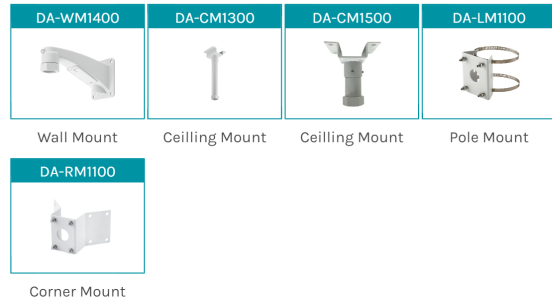 DA-WM1400 DA-CM1300 DA-CM1500 DA-LM1100
Wall Mount Ceilling Mount Ceilling Mount Pole Mount
DA-RM1100
Corner Mount